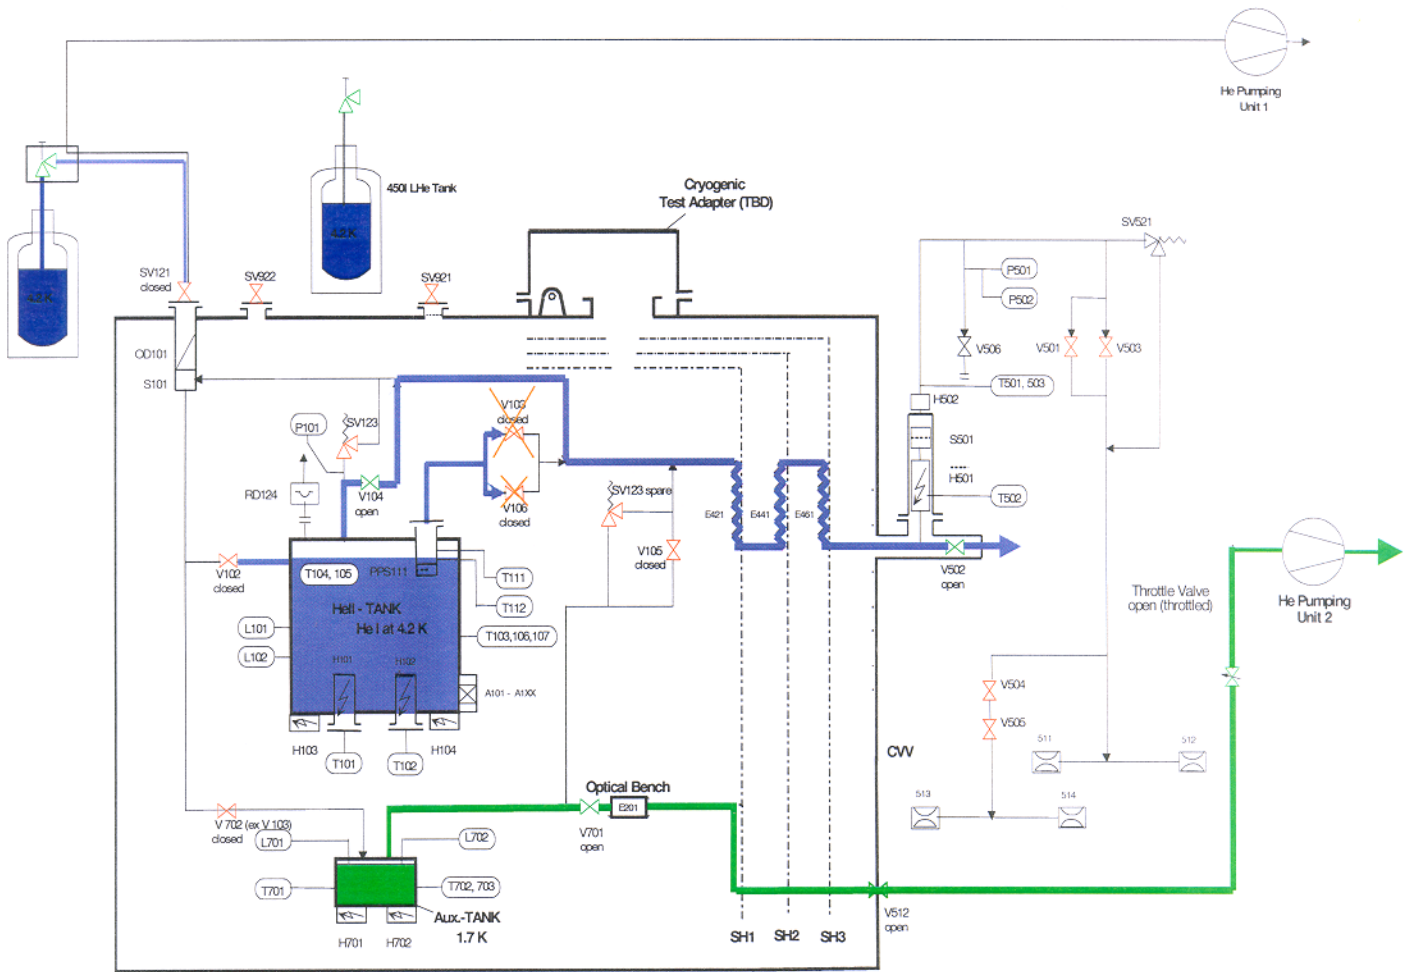 He Pumping
Unit 1
450l LHe Tank
4.2 K
4.2 K
Cryogenic
Test Adapter (TBD)
SV121
closed
SV922
SV921
SV521
P501
P502
V506
V501
V503
T501, 503
H502
OD101
S101
P101
SV123
V103
closed
S501
H501
T502
RD124
V104
open
V106
closed
SV123 spare
E421
E441
E461
V105
closed
V502
open
V102
closed
T104, 105
PPS111
T111
T112
HeII - TANK
He I at 4.2 K
L101
L102
T103,106,107
H101
H102
A101 - A1XX
H103
H104
T101
T102
Throttle Valve
open (throttled)
He Pumping
Unit 2
V504
V505
511
512
513
514
CVV
Optical Bench
E201
V701
open
V 702 (ex V 103)
closed
L701
L702
T701
T702, 703
Aux.-TANK
1.7 K
H701
H702
V512
open
SH1
SH2
SH3